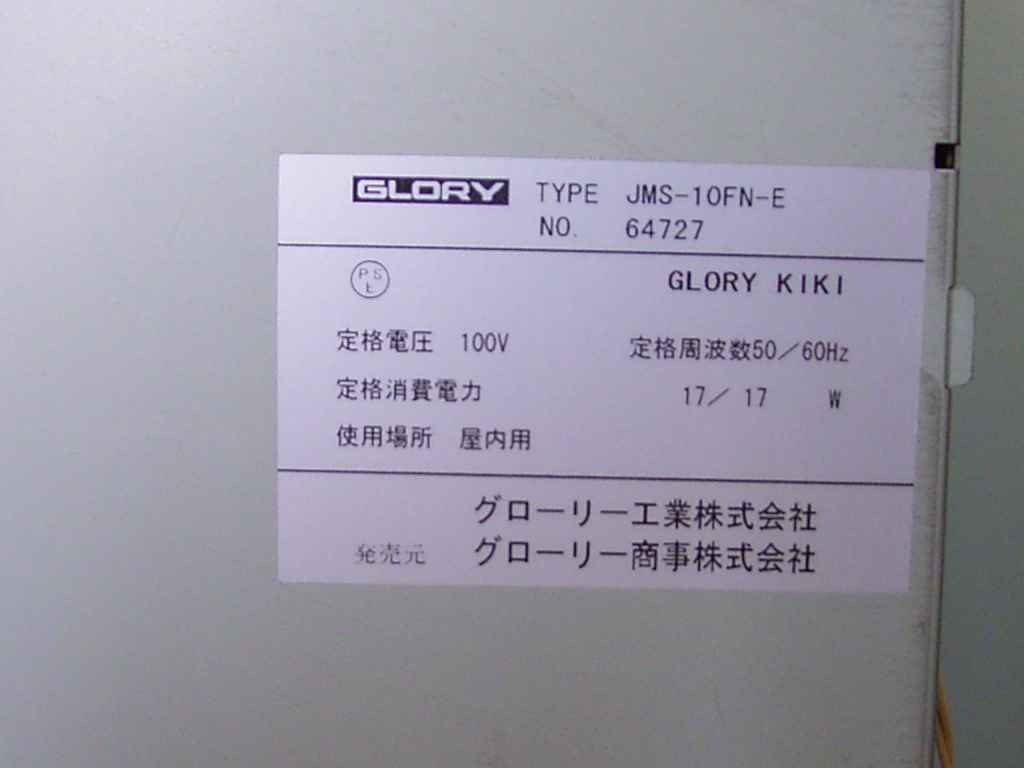 GLORY TYPE JMS-10FN-E
NO. 64727
PS
E
GLORY KIKI
定格電圧 100V 定格周波数50／60Hz
定格消費電力 17／ 17 W
使用場所 屋内用
グローリー工業株式会社
発売元 グローリー商事株式会社